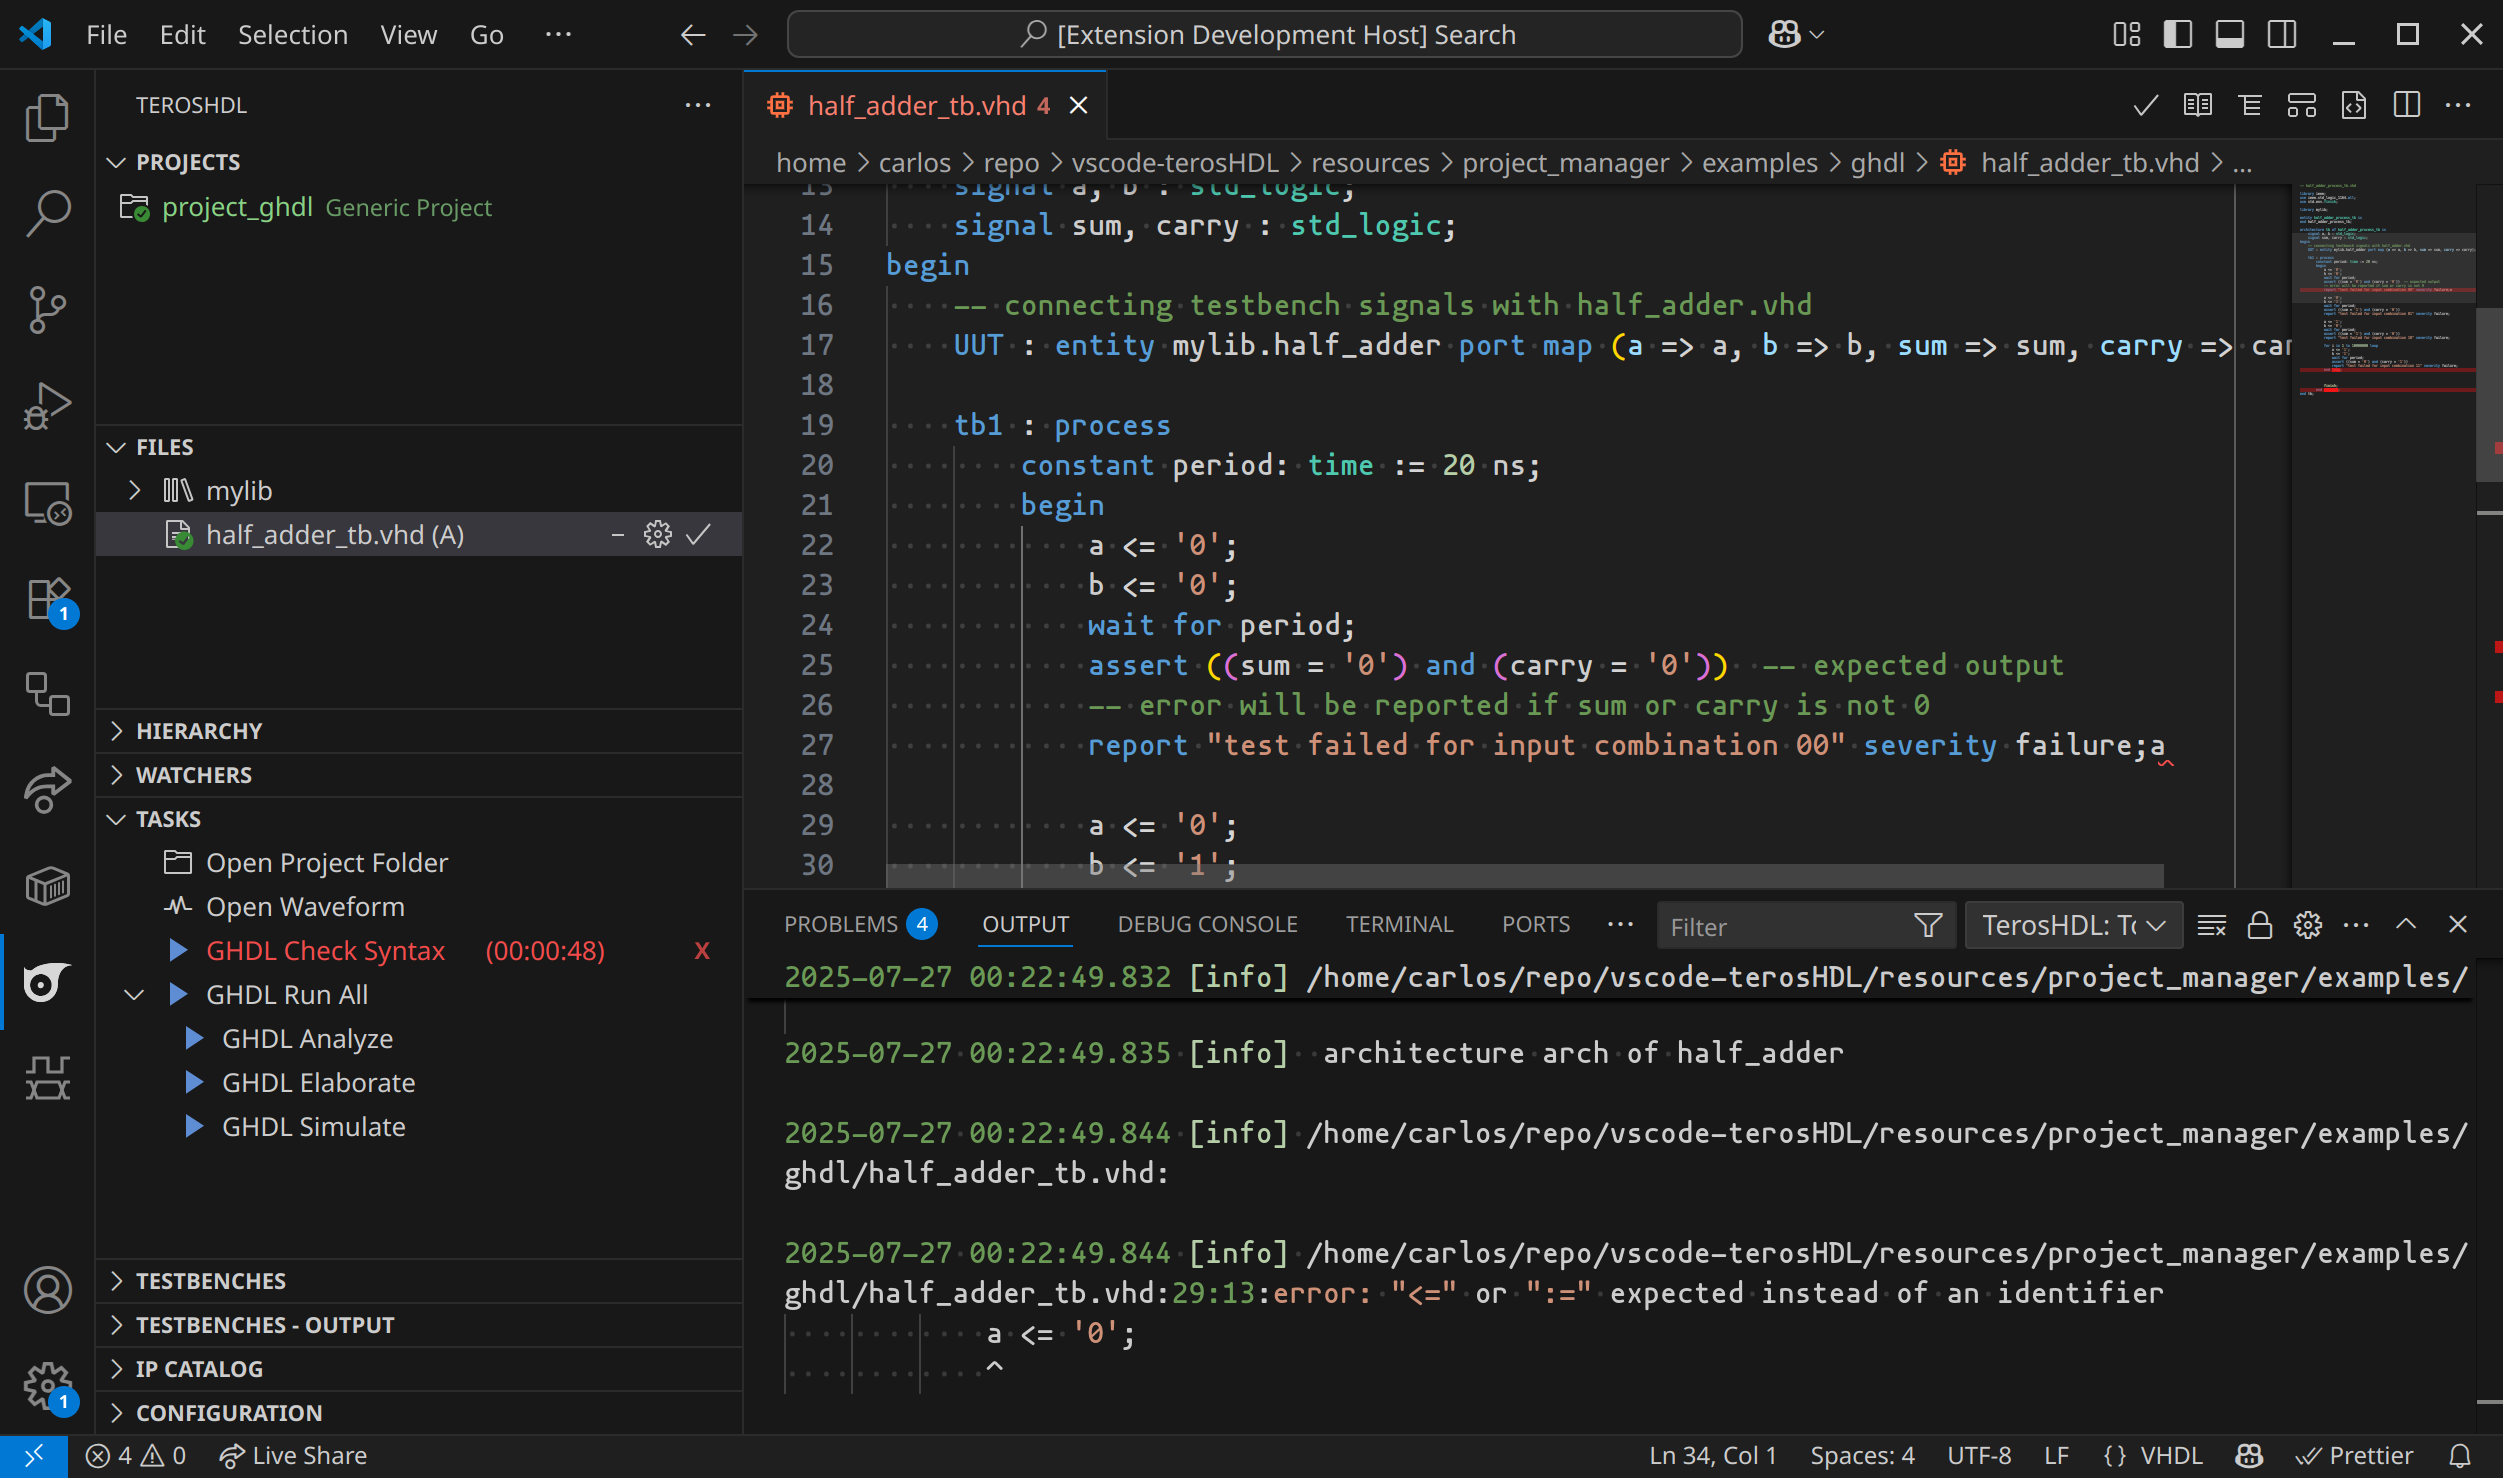 File Edit Selection View Go ··· [Extension Development Host] Search
TEROSHDL
PROJECTS
project_ghdl Generic Project
FILES
mylib
half_adder_tb.vhd (A)
1
HIERARCHY
WATCHERS
TASKS
Open Project Folder
Open Waveform
GHDL Check Syntax (00:00:48) X
GHDL Run All
GHDL Analyze
GHDL Elaborate
GHDL Simulate
TESTBENCHES
TESTBENCHES - OUTPUT
IP CATALOG
CONFIGURATION
1
half_adder_tb.vhd 4
home > carlos > repo > vscode-terosHDL > resources > project_manager > examples > ghdl > half_adder_tb.vhd > ...
13 signal a, b : std_logic;
14 signal sum, carry : std_logic;
15 begin
16 -- connecting testbench signals with half_adder.vhd
17 UUT : entity mylib.half_adder port map (a => a, b => b, sum => sum, carry => car
18
19 tb1 : process
20 constant period: time := 20 ns;
21 begin
22 a <= '0';
23 b <= '0';
24 wait for period;
25 assert ((sum = '0') and (carry = '0')) -- expected output
26 -- error will be reported if sum or carry is not 0
27 report "test failed for input combination 00" severity failure;a
28
29 a <= '0';
30 b <= '1';
PROBLEMS 4 OUTPUT DEBUG CONSOLE TERMINAL PORTS ··· Filter TerosHDL: To
2025-07-27 00:22:49.832 [info] /home/carlos/repo/vscode-terosHDL/resources/project_manager/examples/
2025-07-27 00:22:49.835 [info]  architecture arch of half_adder
2025-07-27 00:22:49.844 [info] /home/carlos/repo/vscode-terosHDL/resources/project_manager/examples/
ghdl/half_adder_tb.vhd:
2025-07-27 00:22:49.844 [info] /home/carlos/repo/vscode-terosHDL/resources/project_manager/examples/
ghdl/half_adder_tb.vhd:29:13:error: "<=" or ":=" expected instead of an identifier
a <= '0';
^
4 0 Live Share Ln 34, Col 1 Spaces: 4 UTF-8 LF {} VHDL Prettier